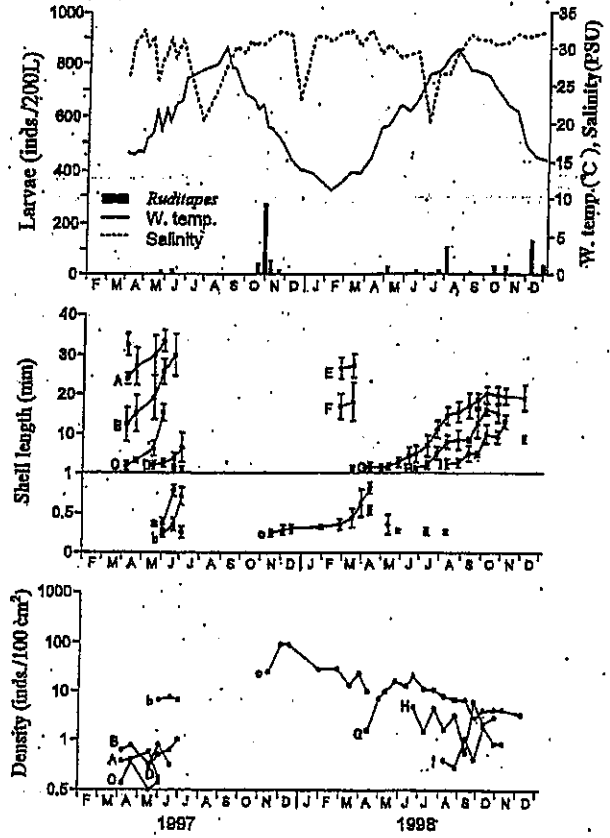 1000
900
800
600
400
200
0
Larvae (inds./200L)
35
30
25
20
15
10
5
0
W. temp.(°C), Salinity (PSU)
Ruditapes
W. temp.
Salinity
F M A M J J A S O N D J F M A M J J A S O N D
40
30
20
10
1
0.5
0
Shell length (mm)
A
B
C
D
E
F
G
H
I
b
c
F M A M J J A S O N D J F M A M J J A S O N D
1000
100
10
1
0.5
Density (inds./100 cm²)
b
c
B
A
C
D
G
H
I
F M A M J J A S O N D J F M A M J J A S O N D
1997 1998